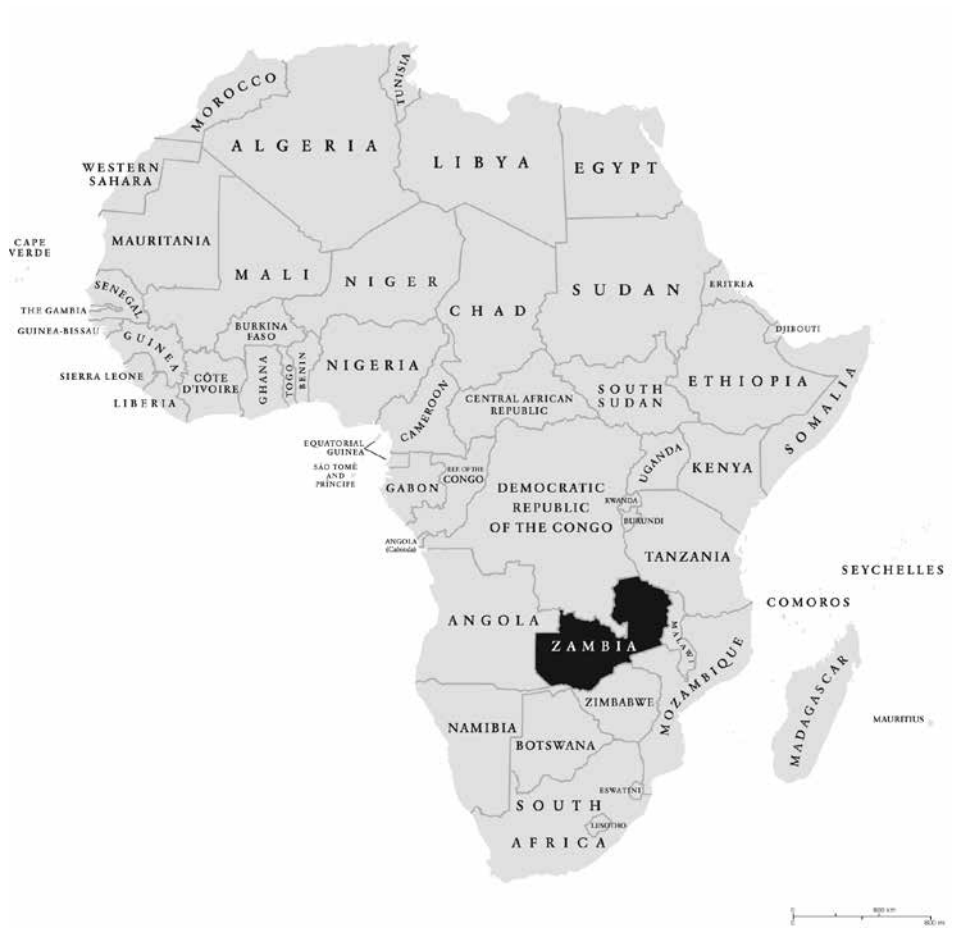 TUNISIA
MOROCCO
ALGERIA
LIBYA
EGYPT
WESTERN
SAHARA
MAURITANIA
CAPE
VERDE
MALI
NIGER
CHAD
SUDAN
ERITREA
SENEGAL
THE GAMBIA
GUINEA-BISSAU
GUINEA
BURKINA
FASO
DJIBOUTI
SIERRA LEONE
LIBERIA
CÔTE
D'IVOIRE
GHANA
TOGO
BENIN
NIGERIA
CAMEROON
CENTRAL AFRICAN
REPUBLIC
SOUTH
SUDAN
ETHIOPIA
SOMALIA
EQUATORIAL
GUINEA
SÃO TOMÉ
AND
PRÍNCIPE
GABON
REP. OF THE
CONGO
DEMOCRATIC
REPUBLIC
OF THE CONGO
UGANDA
KENYA
RWANDA
BURUNDI
TANZANIA
ANGOLA
(Cabinda)
SEYCHELLES
COMOROS
ANGOLA
ZAMBIA
MALAWI
MOZAMBIQUE
MADAGASCAR
MAURITIUS
ZIMBABWE
NAMIBIA
BOTSWANA
ESWATINI
SOUTH
AFRICA
LESOTHO